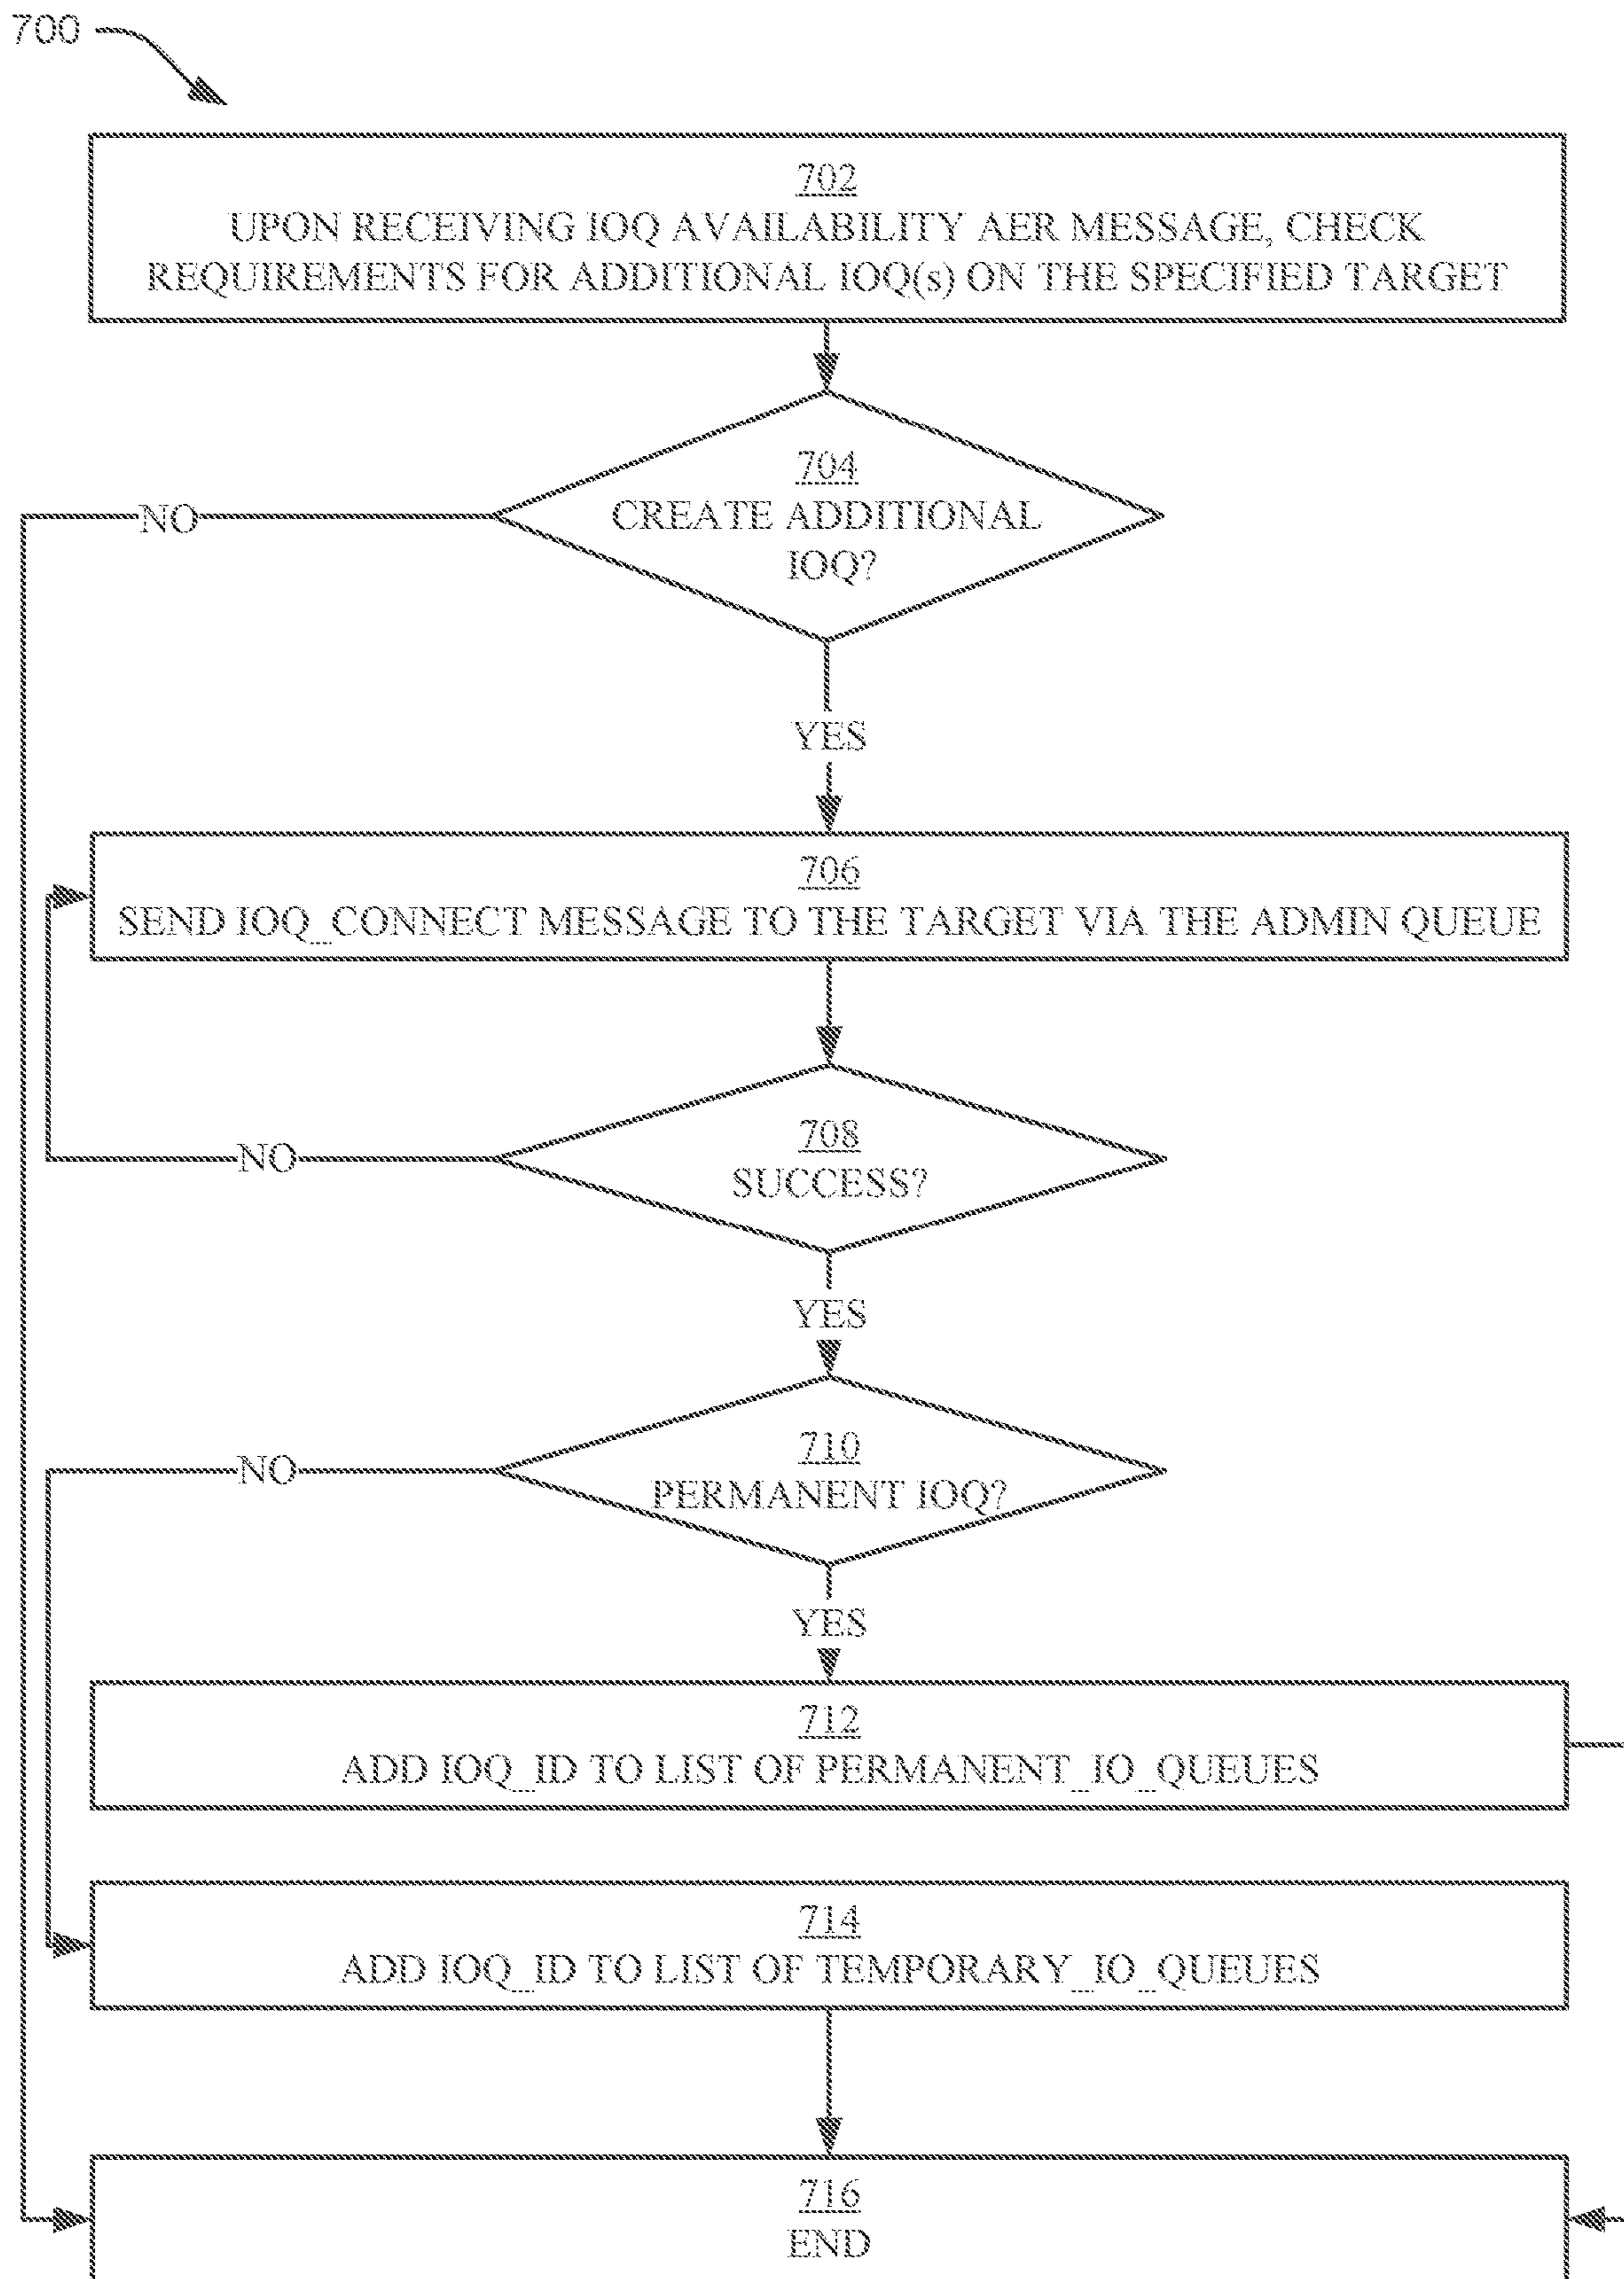 700
702
UPON RECEIVING IOQ AVAILABILITY AER MESSAGE, CHECK
REQUIREMENTS FOR ADDITIONAL IOQ(s) ON THE SPECIFIED TARGET
704
CREATE ADDITIONAL
IOQ?
NO
YES
706
SEND IOQ_CONNECT MESSAGE TO THE TARGET VIA THE ADMIN QUEUE
708
SUCCESS?
NO
YES
710
PERMANENT IOQ?
NO
YES
712
ADD IOQ_ID TO LIST OF PERMANENT_IO_QUEUES
714
ADD IOQ_ID TO LIST OF TEMPORARY_IO_QUEUES
716
END